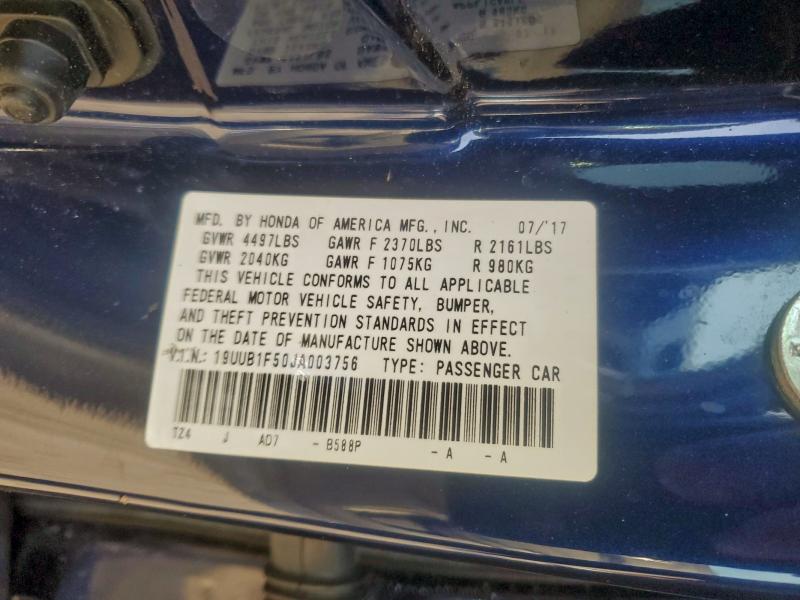 MFD. BY HONDA OF AMERICA MFG., INC. 07/'17
GVWR 4497LBS GAWR F 2370LBS R 2161LBS
GVWR 2040KG GAWR F 1075KG R 980KG
THIS VEHICLE CONFORMS TO ALL APPLICABLE
FEDERAL MOTOR VEHICLE SAFETY, BUMPER,
AND THEFT PREVENTION STANDARDS IN EFFECT
ON THE DATE OF MANUFACTURE SHOWN ABOVE.
V.I.N.: 19UUB1F50JA003756 TYPE: PASSENGER CAR
TZ4 J AD7 - B588P - A - A